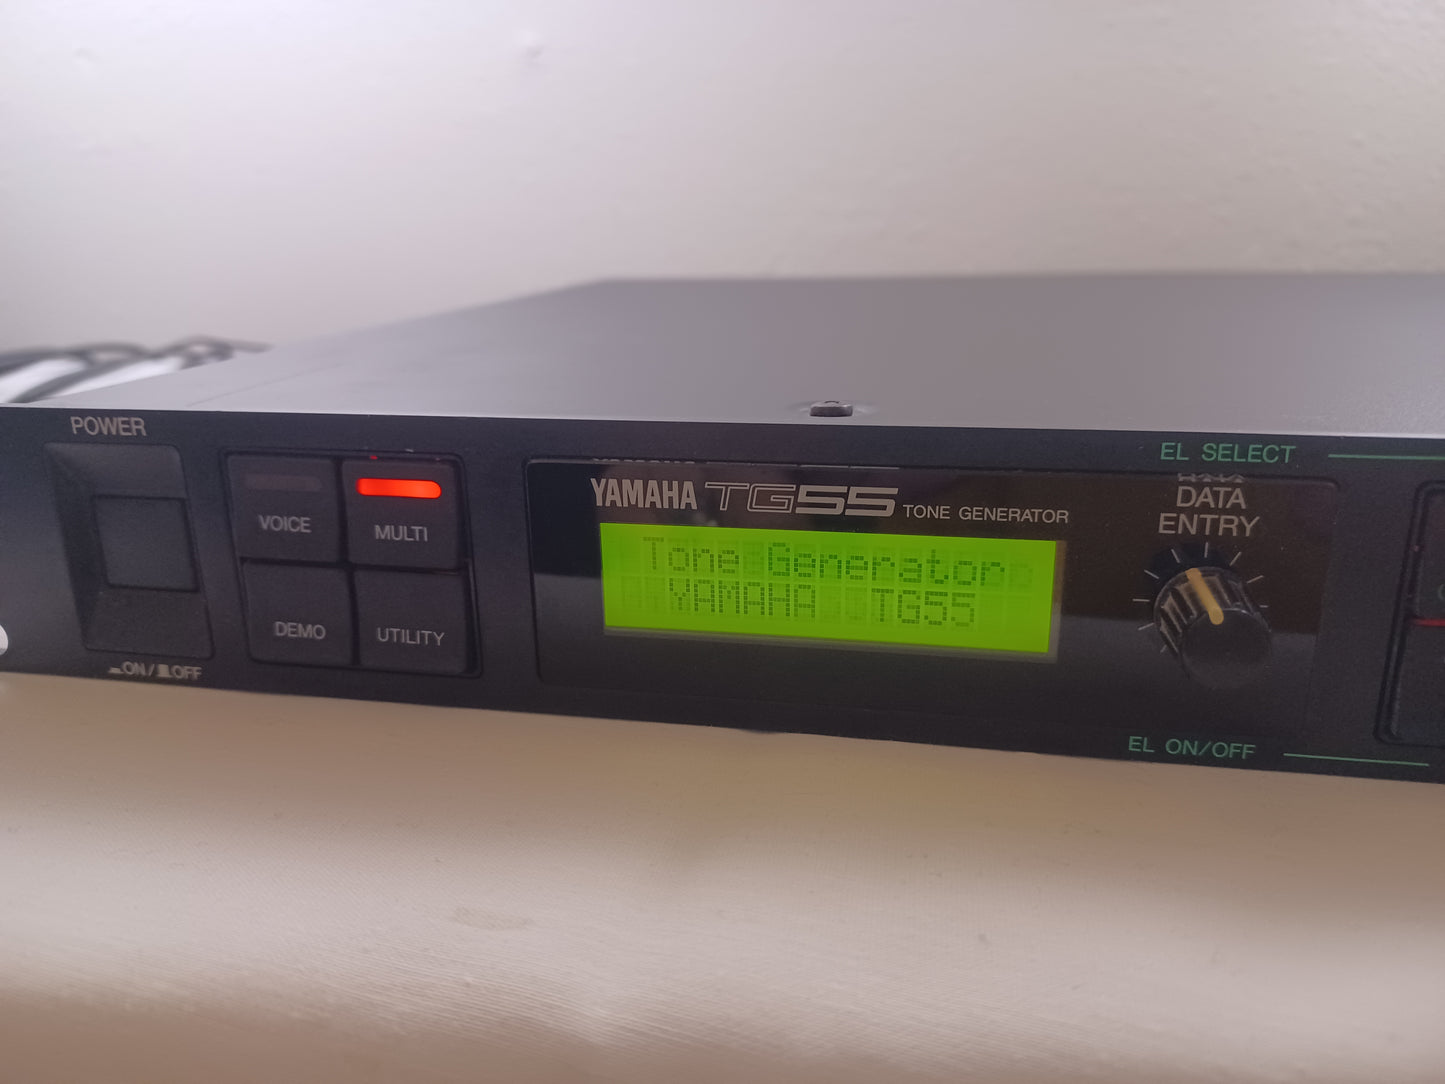 POWER
ON/ OFF
VOICE
MULTI
DEMO
UTILITY
YAMAHA TG55 TONE GENERATOR
Tone Generator
YAMAHA TG55
EL SELECT
DATA
ENTRY
EL ON/OFF